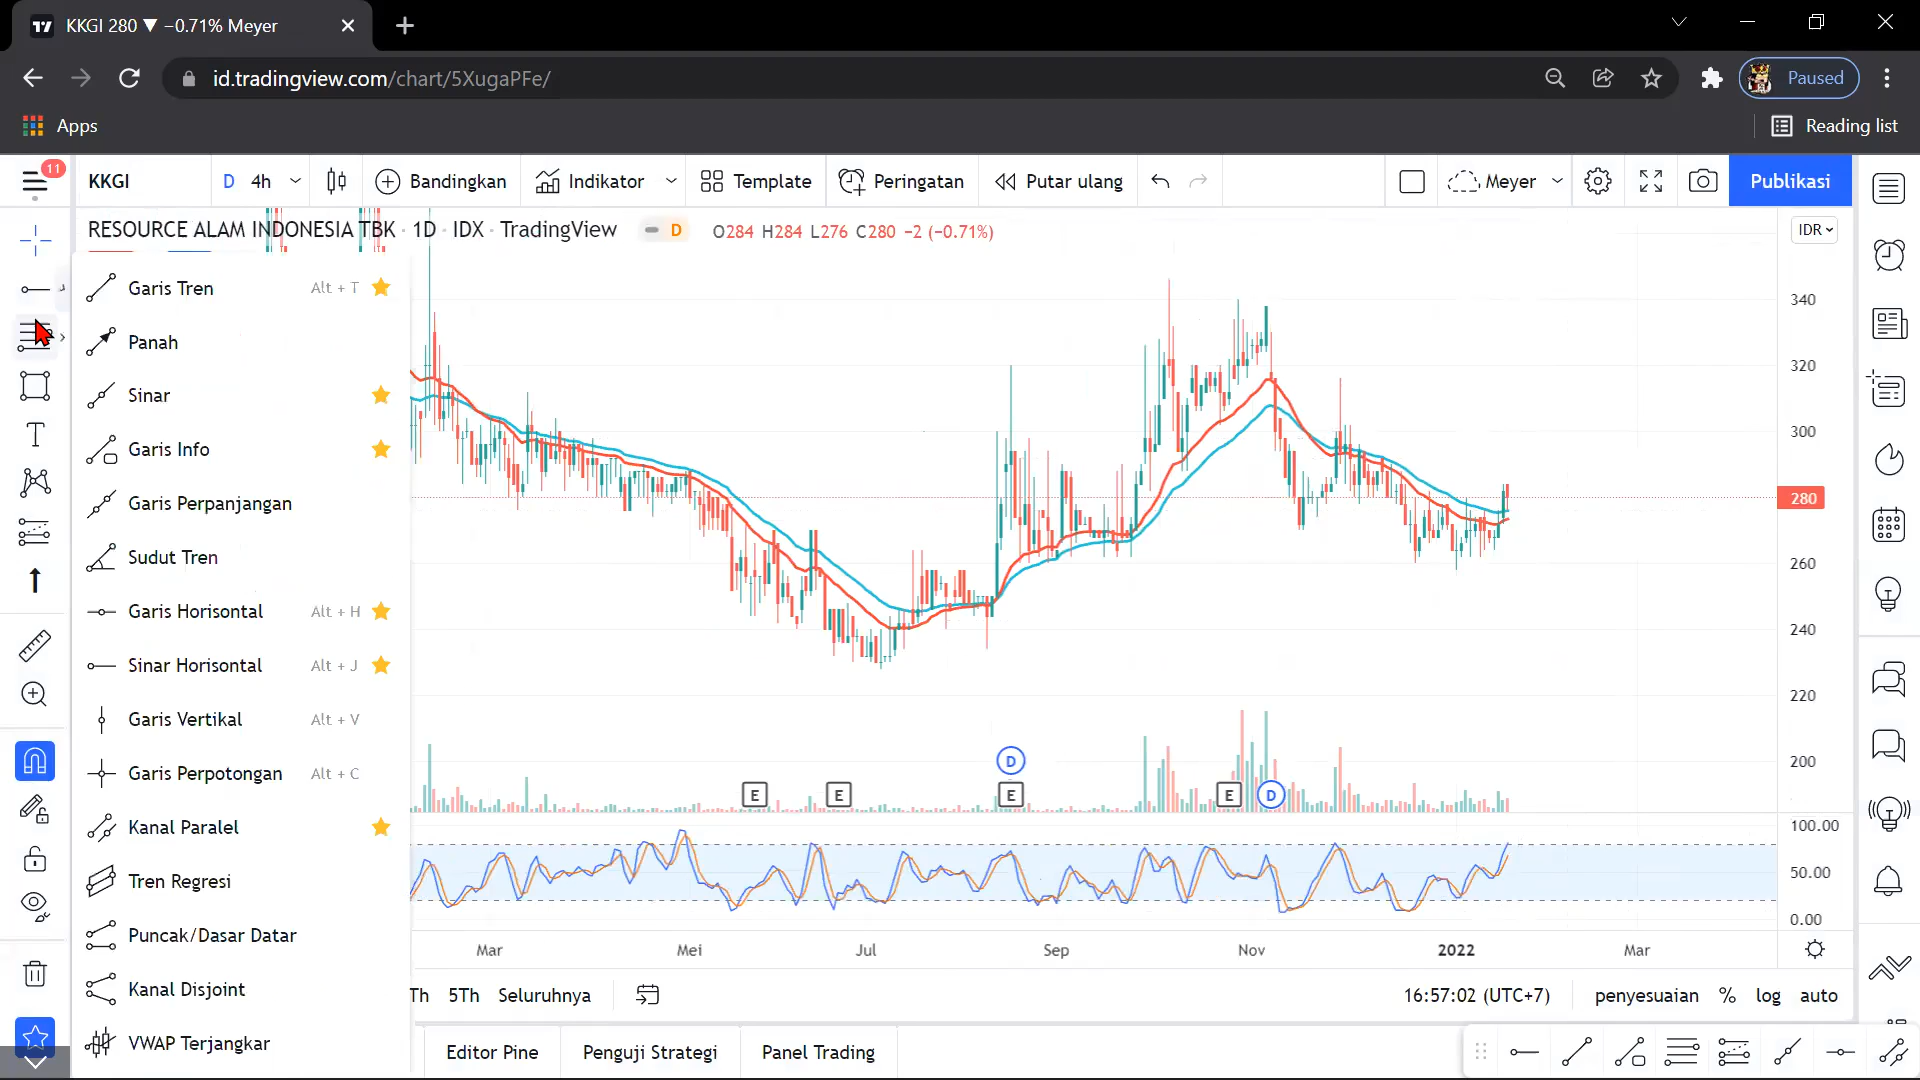 KKGI 280 ▼ −0.71% Meyer
id.tradingview.com/chart/5XugaPFe/
Paused
Apps
Reading list
11
KKGI
D
4h
Bandingkan
Indikator
Template
Peringatan
Putar ulang
Meyer
Publikasi
RESOURCE ALAM INDONESIA TBK · 1D · IDX · TradingView
D
O284 H284 L276 C280 −2 (−0.71%)
IDR
Garis Tren Alt + T
Panah
Sinar
Garis Info
Garis Perpanjangan
Sudut Tren
Garis Horisontal Alt + H
Sinar Horisontal Alt + J
Garis Vertikal Alt + V
Garis Perpotongan Alt + C
Kanal Paralel
Tren Regresi
Puncak/Dasar Datar
Kanal Disjoint
VWAP Terjangkar
340
320
300
280
260
240
220
200
D
E
E
E
E
D
100.00
50.00
0.00
Mar
Mei
Jul
Sep
Nov
2022
Mar
Th
5Th
Seluruhnya
16:57:02 (UTC+7)
penyesuaian
%
log
auto
Editor Pine
Penguji Strategi
Panel Trading